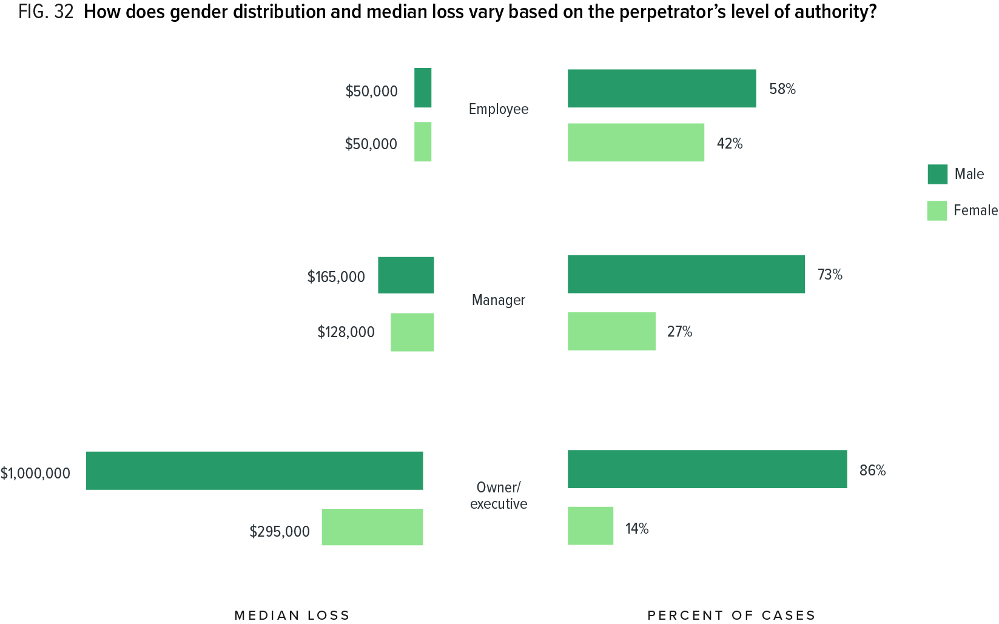 FIG. 32 How does gender distribution and median loss vary based on the perpetrator’s level of authority?
$50,000
58%
Employee
$50,000
42%
Male
Female
$165,000
73%
Manager
$128,000
27%
$1,000,000
86%
Owner/
executive
$295,000
14%
MEDIAN LOSS
PERCENT OF CASES